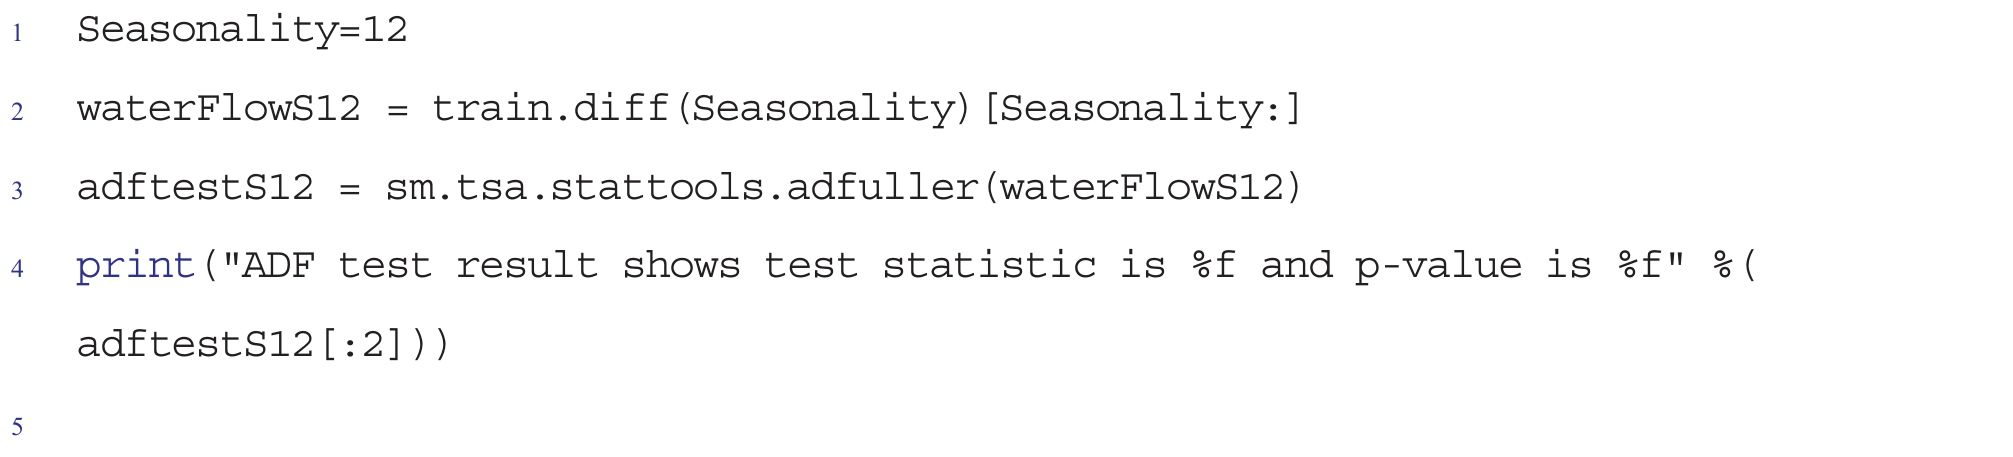 1 Seasonality=12
2 waterFlowS12 = train.diff(Seasonality)[Seasonality:]
3 adftestS12 = sm.tsa.stattools.adfuller(waterFlowS12)
4 print("ADF test result shows test statistic is %f and p-value is %f" %(
adftestS12[:2]))
5